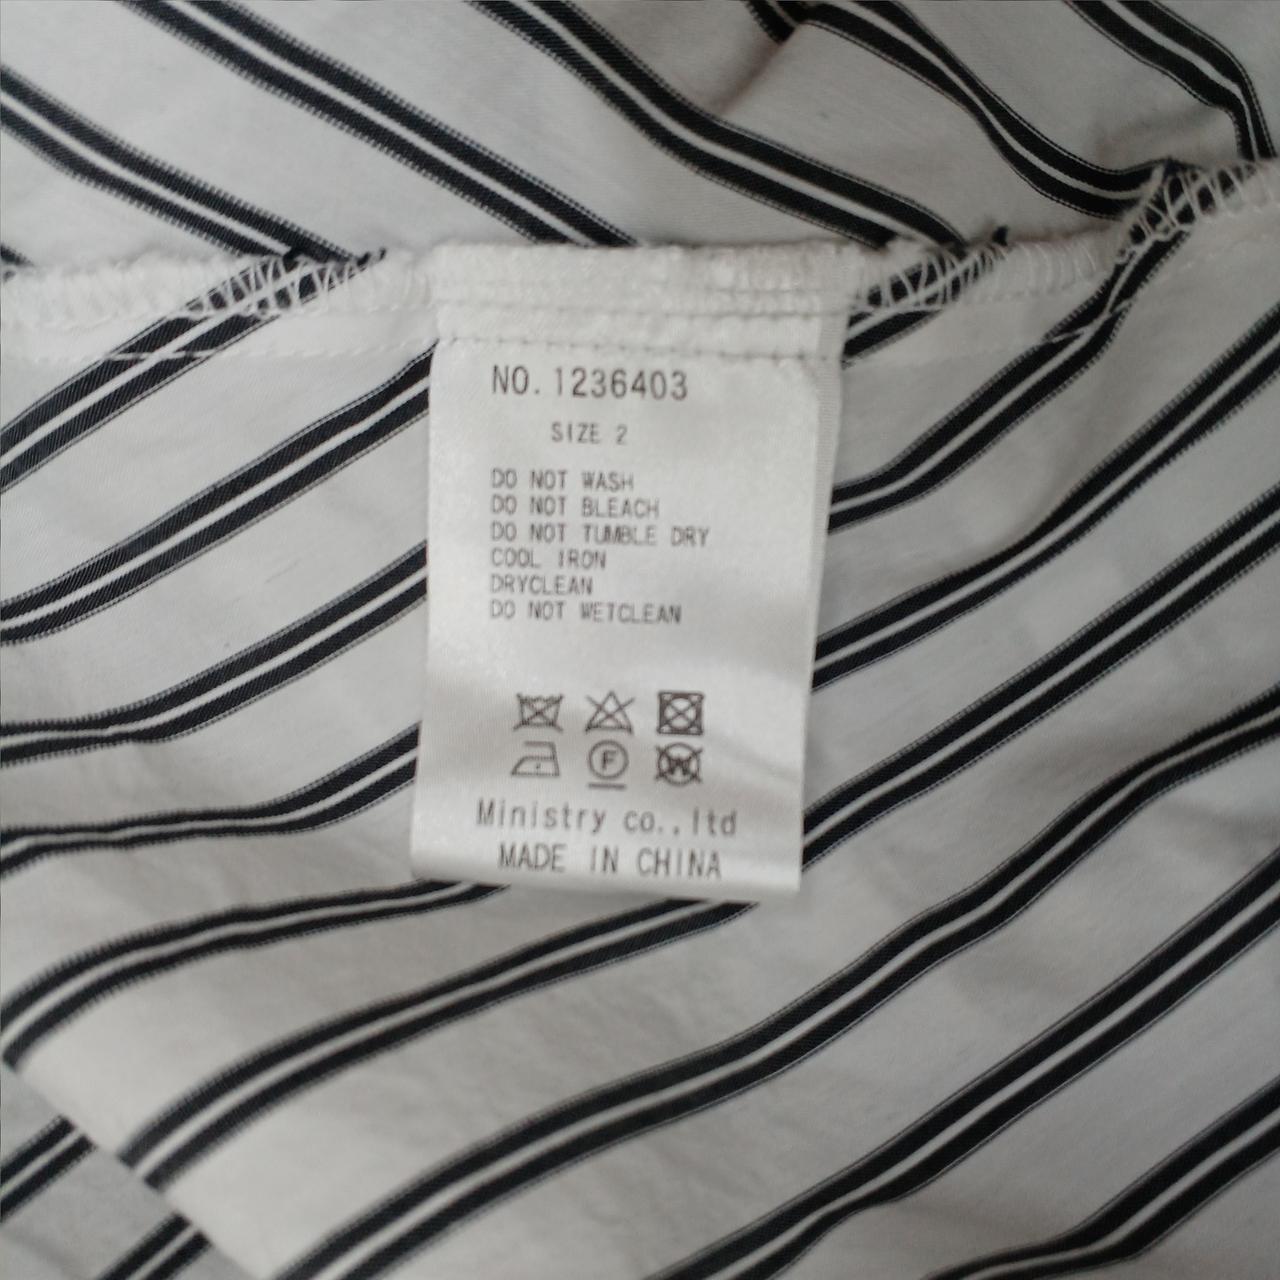 NO. 1236403
SIZE 2
DO NOT WASH
DO NOT BLEACH
DO NOT TUMBLE DRY
COOL IRON
DRYCLEAN
DO NOT WETCLEAN
F W
Ministry co.,ltd
MADE IN CHINA